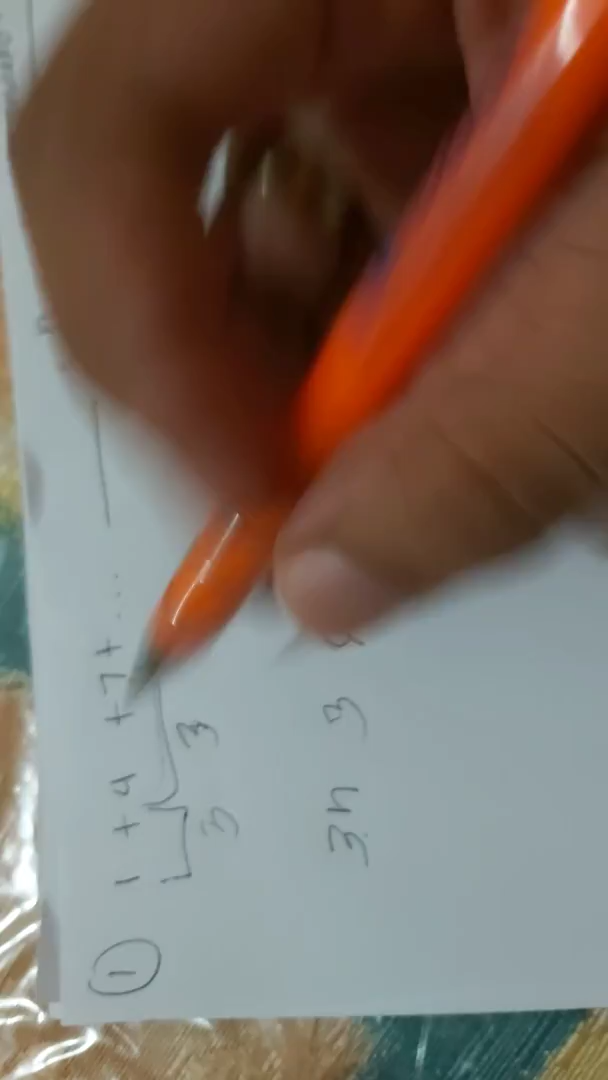 ① 1 + 4 + 7 + ...
3 3
3n 3